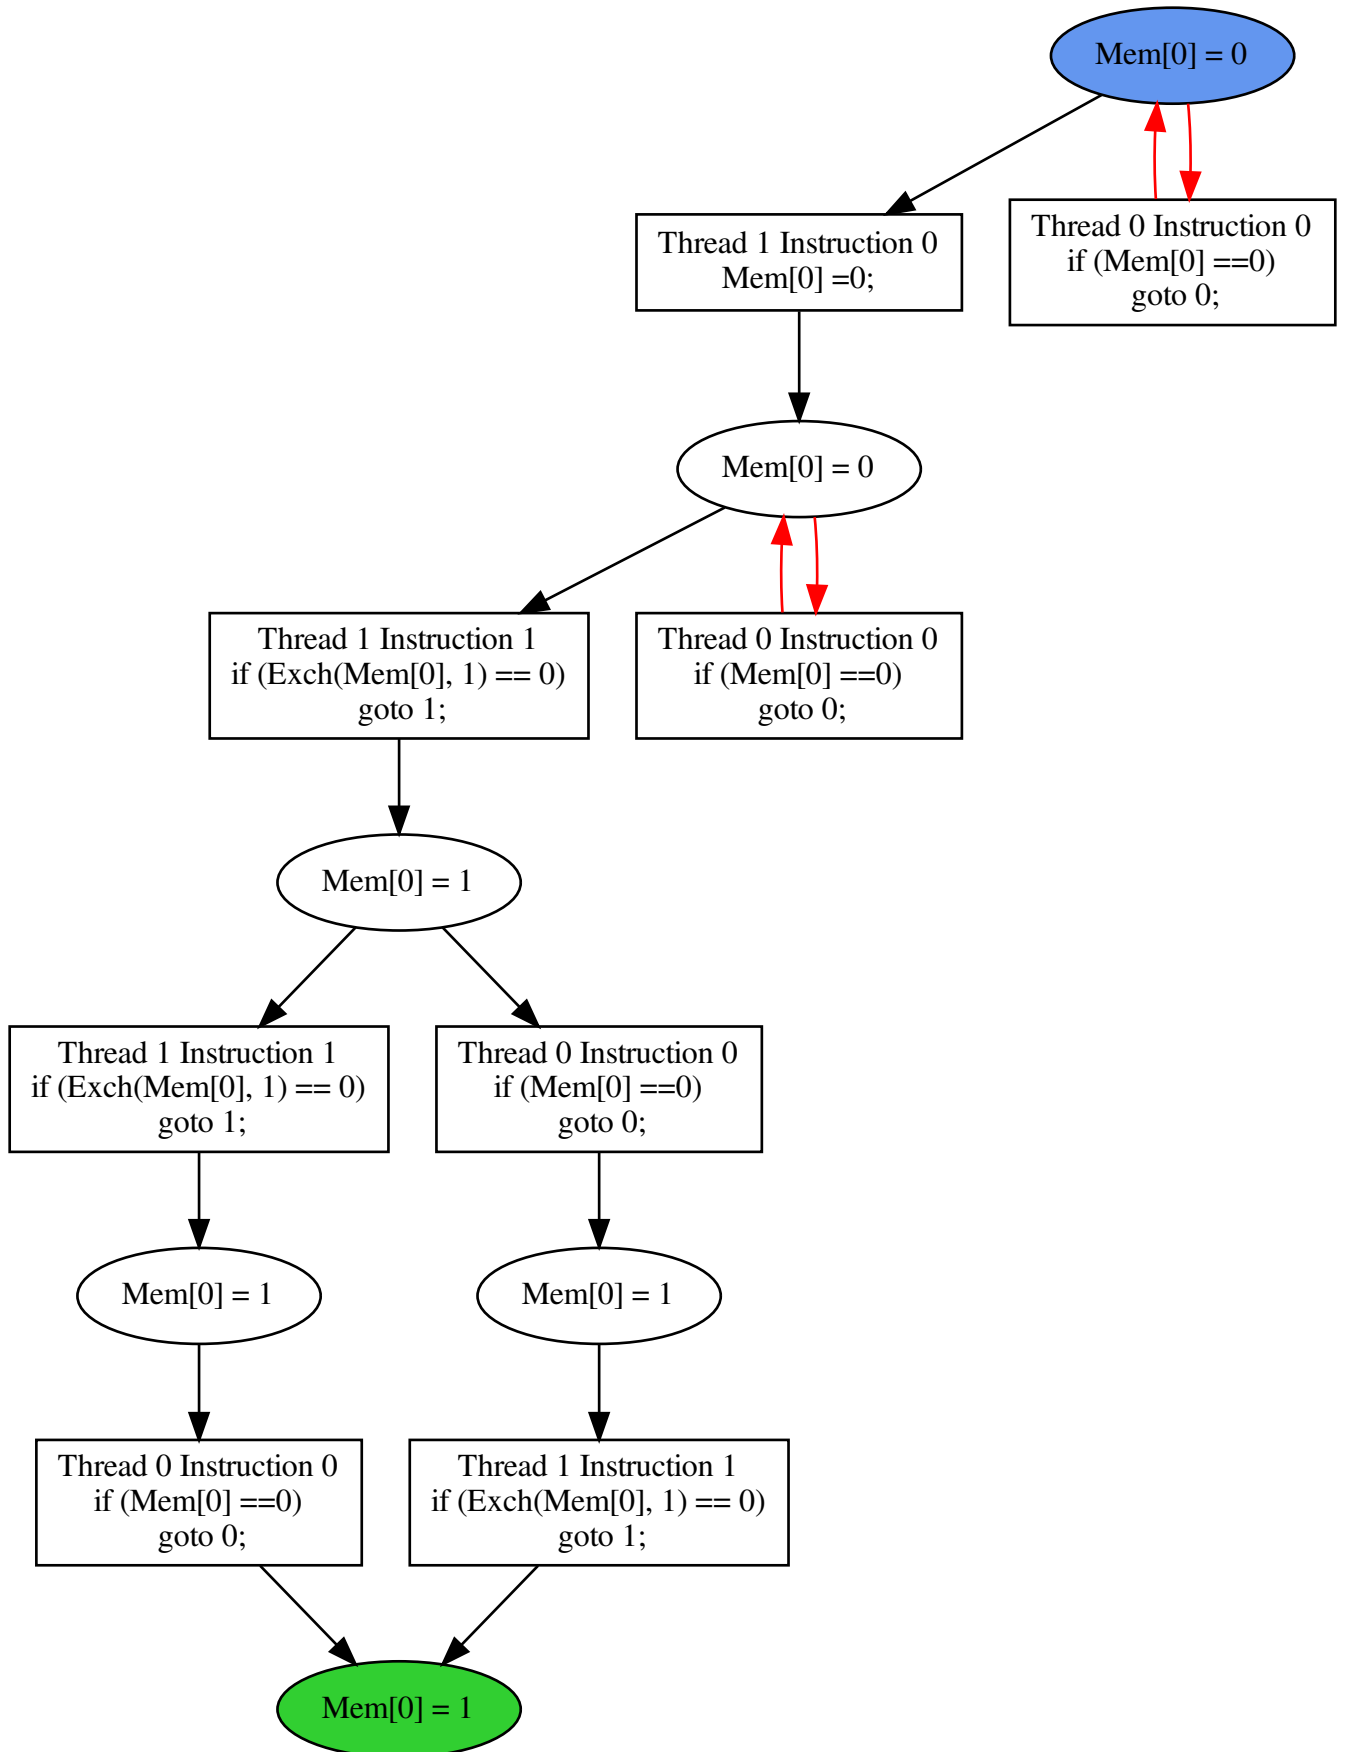 Mem[0] = 0
Thread 1 Instruction 0
Mem[0] =0;
Thread 0 Instruction 0
if (Mem[0] ==0)
goto 0;
Mem[0] = 0
Thread 1 Instruction 1
if (Exch(Mem[0], 1) == 0)
goto 1;
Thread 0 Instruction 0
if (Mem[0] ==0)
goto 0;
Mem[0] = 1
Thread 1 Instruction 1
if (Exch(Mem[0], 1) == 0)
goto 1;
Thread 0 Instruction 0
if (Mem[0] ==0)
goto 0;
Mem[0] = 1
Mem[0] = 1
Thread 0 Instruction 0
if (Mem[0] ==0)
goto 0;
Thread 1 Instruction 1
if (Exch(Mem[0], 1) == 0)
goto 1;
Mem[0] = 1